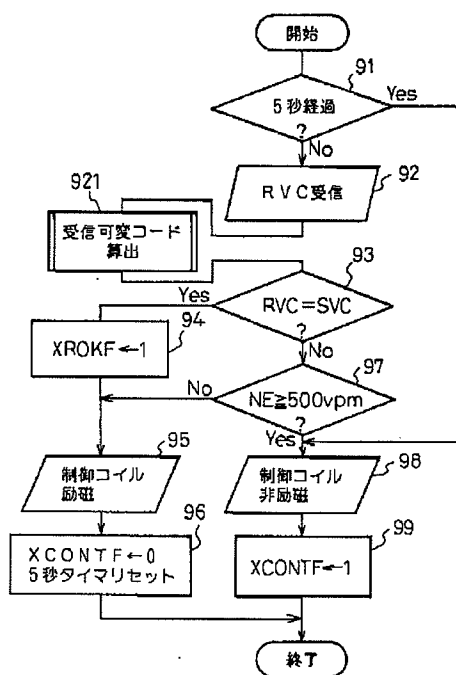 開始
91
5秒経過
?
Yes
No
92
RVC受信
921
受信可変コード
算出
93
RVC=SVC
?
Yes
No
94
XROKF←1
97
NE≧500vpm
?
No
Yes
95
制御コイル
励磁
98
制御コイル
非励磁
96
XCONTF←0
5秒タイマリセット
99
XCONTF←1
終了